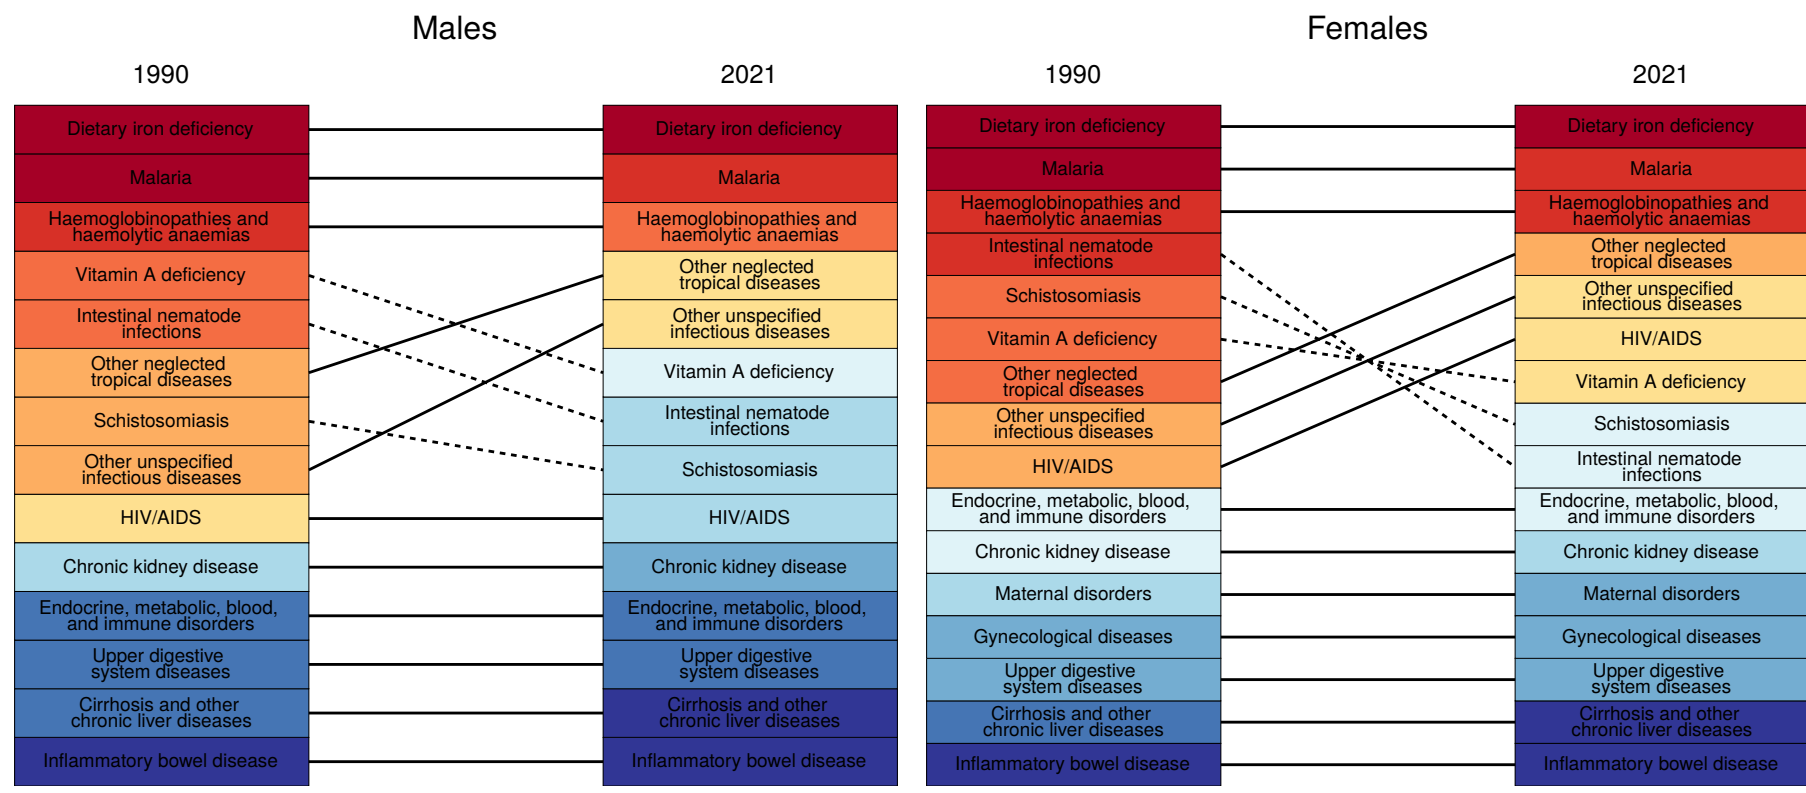 Males
1990
2021
Dietary iron deficiency
Malaria
Haemoglobinopathies and
haemolytic anaemias
Vitamin A deficiency
Intestinal nematode
infections
Other neglected
tropical diseases
Schistosomiasis
Other unspecified
infectious diseases
HIV/AIDS
Chronic kidney disease
Endocrine, metabolic, blood,
and immune disorders
Upper digestive
system diseases
Cirrhosis and other
chronic liver diseases
Inflammatory bowel disease
Dietary iron deficiency
Malaria
Haemoglobinopathies and
haemolytic anaemias
Other neglected
tropical diseases
Other unspecified
infectious diseases
Vitamin A deficiency
Intestinal nematode
infections
Schistosomiasis
HIV/AIDS
Chronic kidney disease
Endocrine, metabolic, blood,
and immune disorders
Upper digestive
system diseases
Cirrhosis and other
chronic liver diseases
Inflammatory bowel disease
Females
1990
2021
Dietary iron deficiency
Malaria
Haemoglobinopathies and
haemolytic anaemias
Intestinal nematode
infections
Schistosomiasis
Vitamin A deficiency
Other neglected
tropical diseases
Other unspecified
infectious diseases
HIV/AIDS
Endocrine, metabolic, blood,
and immune disorders
Chronic kidney disease
Maternal disorders
Gynecological diseases
Upper digestive
system diseases
Cirrhosis and other
chronic liver diseases
Inflammatory bowel disease
Dietary iron deficiency
Malaria
Haemoglobinopathies and
haemolytic anaemias
Other neglected
tropical diseases
Other unspecified
infectious diseases
HIV/AIDS
Vitamin A deficiency
Schistosomiasis
Intestinal nematode
infections
Endocrine, metabolic, blood,
and immune disorders
Chronic kidney disease
Maternal disorders
Gynecological diseases
Upper digestive
system diseases
Cirrhosis and other
chronic liver diseases
Inflammatory bowel disease